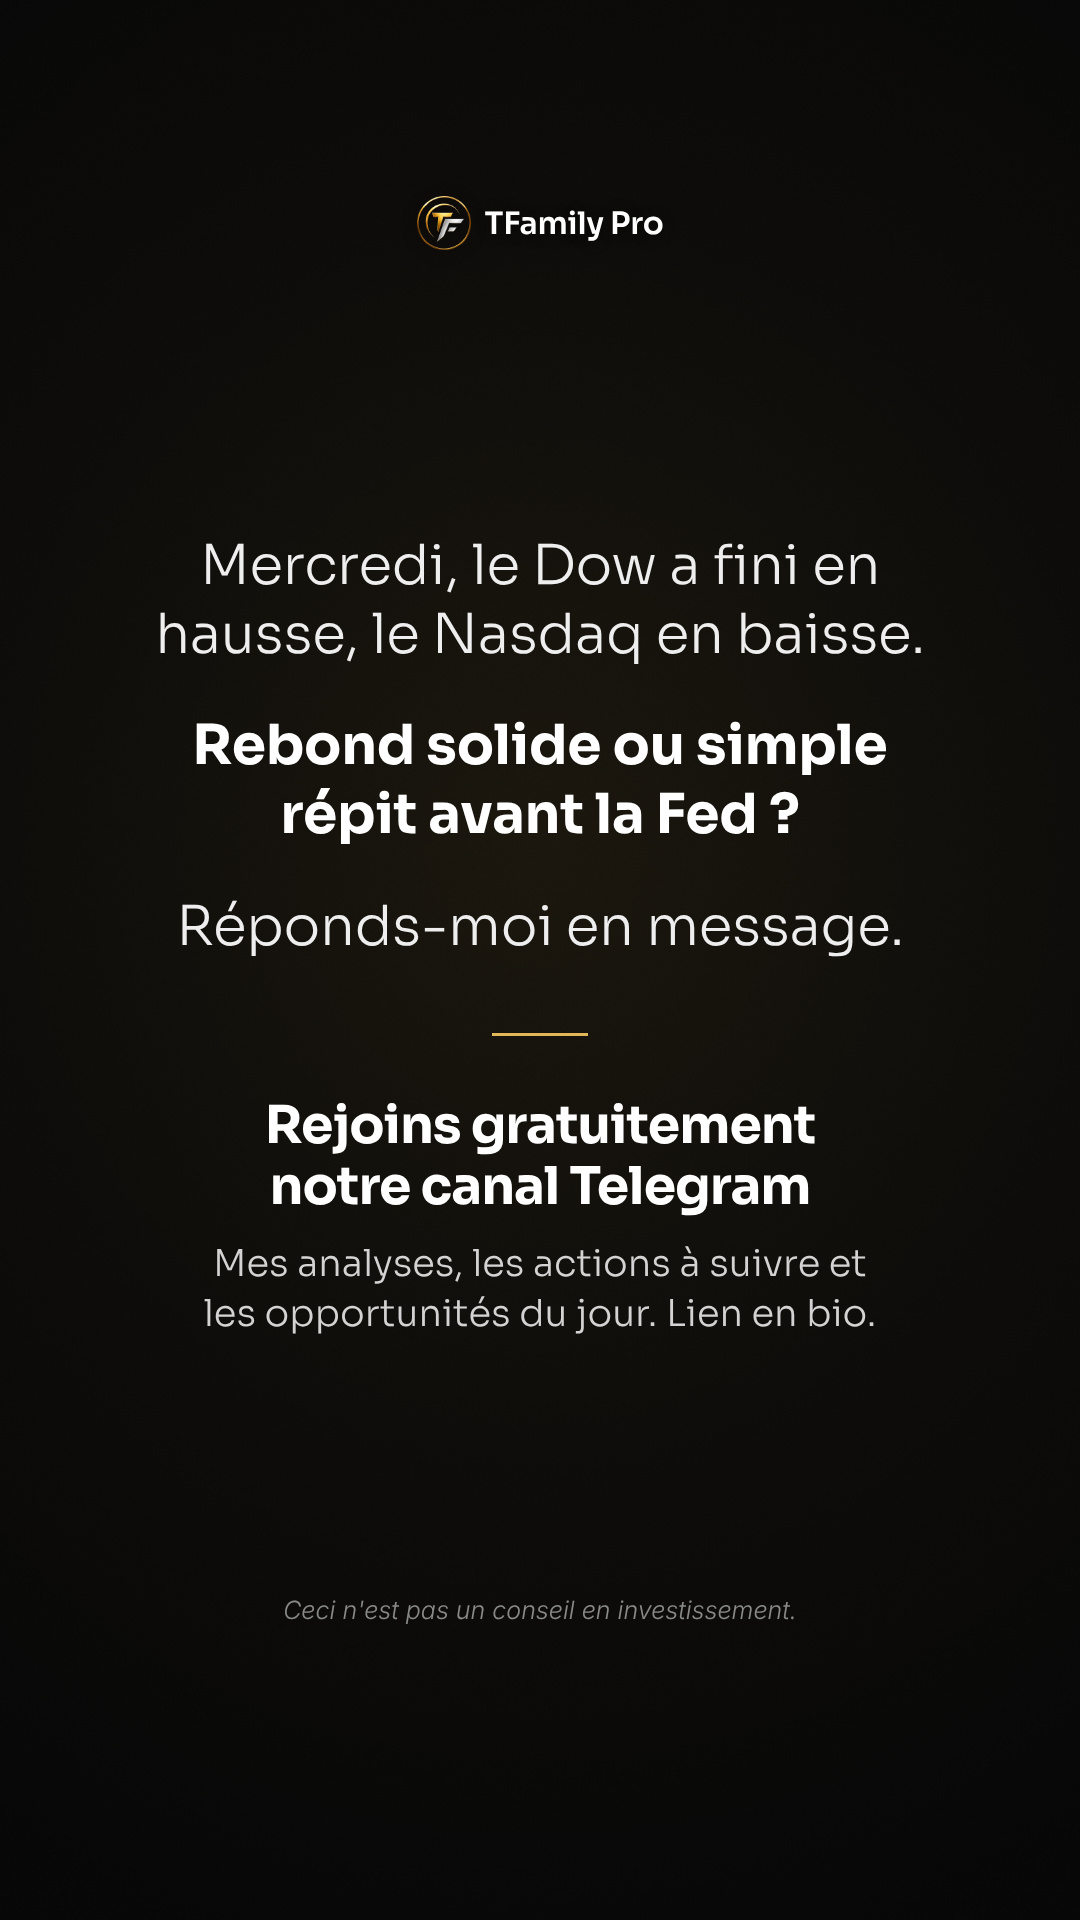 TF TFamily Pro
Mercredi, le Dow a fini en
hausse, le Nasdaq en baisse.
Rebond solide ou simple
répit avant la Fed ?
Réponds-moi en message.
Rejoins gratuitement
notre canal Telegram
Mes analyses, les actions à suivre et
les opportunités du jour. Lien en bio.
Ceci n'est pas un conseil en investissement.